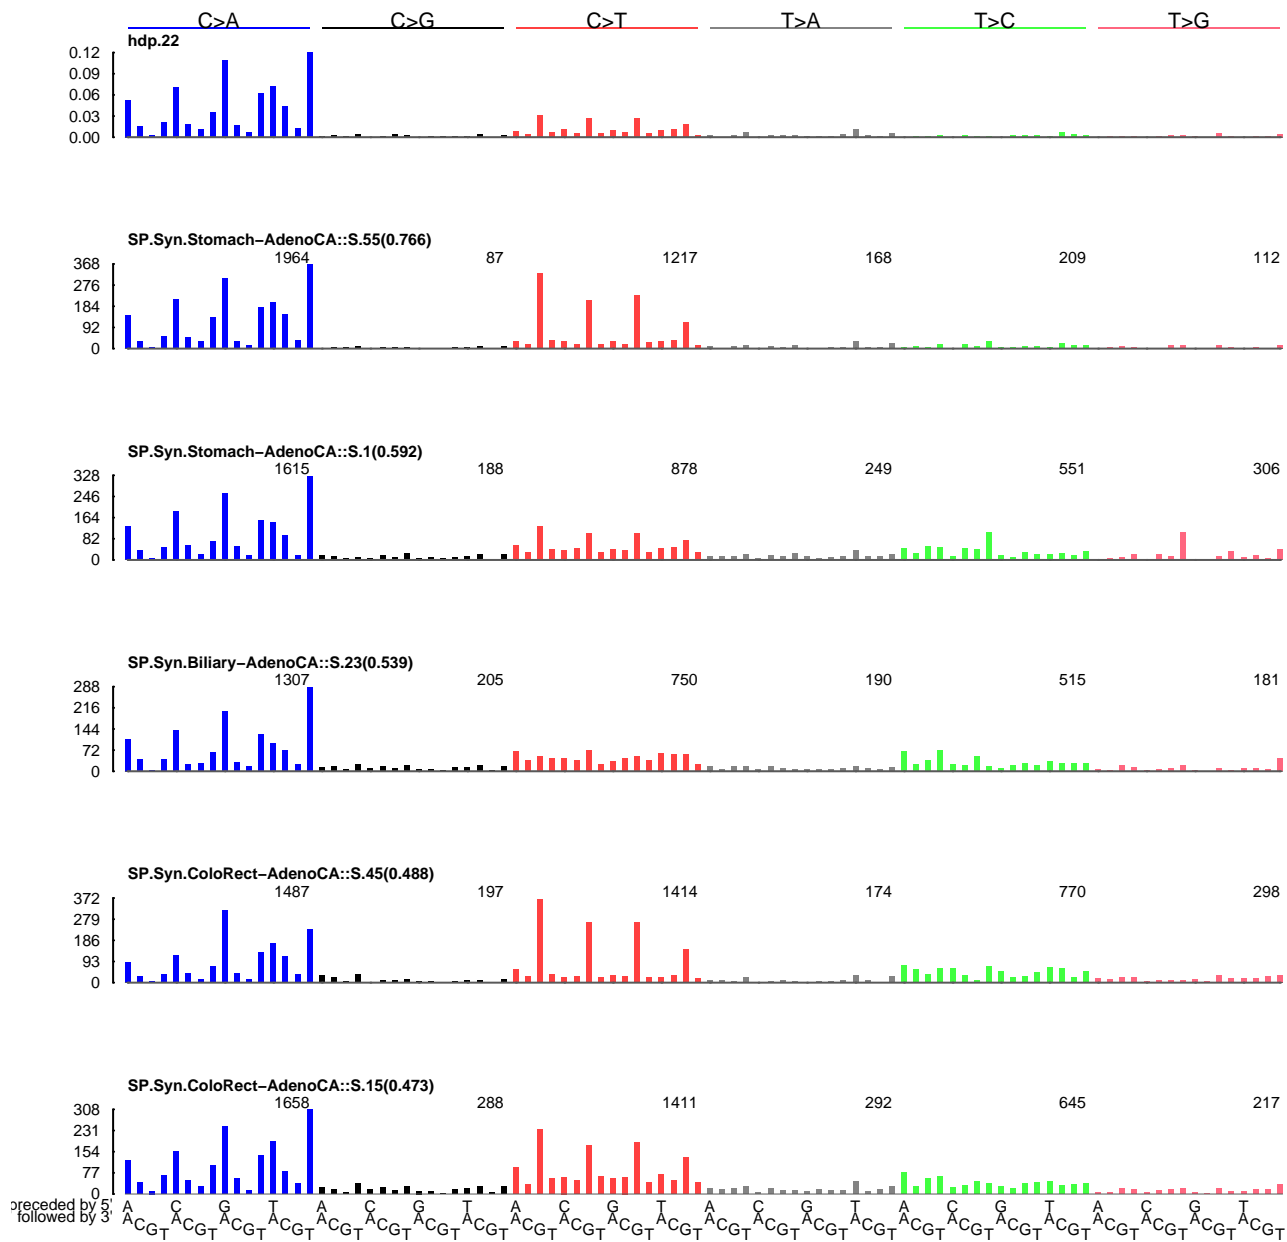 C>A C>G C>T T>A T>C T>G
hdp.22
0.12
0.09
0.06
0.03
0.00
SP.Syn.Stomach−AdenoCA::S.55(0.766)
1964 87 1217 168 209 112
368
276
184
92
0
SP.Syn.Stomach−AdenoCA::S.1(0.592)
1615 188 878 249 551 306
328
246
164
82
0
SP.Syn.Biliary−AdenoCA::S.23(0.539)
1307 205 750 190 515 181
288
216
144
72
0
SP.Syn.ColoRect−AdenoCA::S.45(0.488)
1487 197 1414 174 770 298
372
279
186
93
0
SP.Syn.ColoRect−AdenoCA::S.15(0.473)
1658 288 1411 292 645 217
308
231
154
77
0
preceded by 5' A C G T A C G T A C G T A C G T A C G T A C G T
followed by 3' A C G T A C G T A C G T A C G T A C G T A C G T A C G T A C G T A C G T A C G T A C G T A C G T A C G T A C G T A C G T A C G T A C G T A C G T A C G T A C G T A C G T A C G T A C G T A C G T